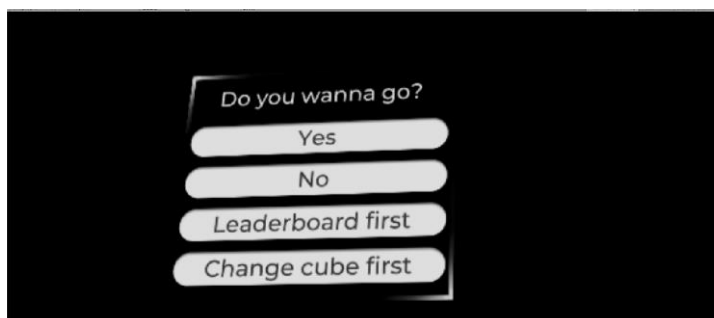 Do you wanna go?
Yes
No
Leaderboard first
Change cube first